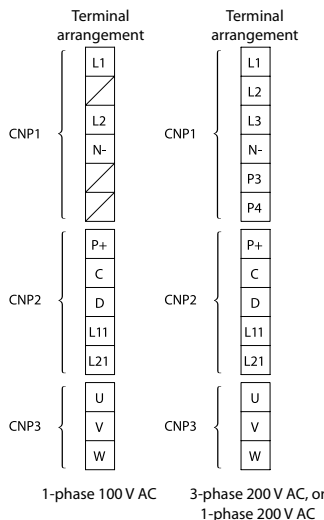 Terminal
arrangement
CNP1
L1
L2
N-
CNP2
P+
C
D
L11
L21
CNP3
U
V
W
1-phase 100 V AC
Terminal
arrangement
CNP1
L1
L2
L3
N-
P3
P4
CNP2
P+
C
D
L11
L21
CNP3
U
V
W
3-phase 200 V AC, or
1-phase 200 V AC